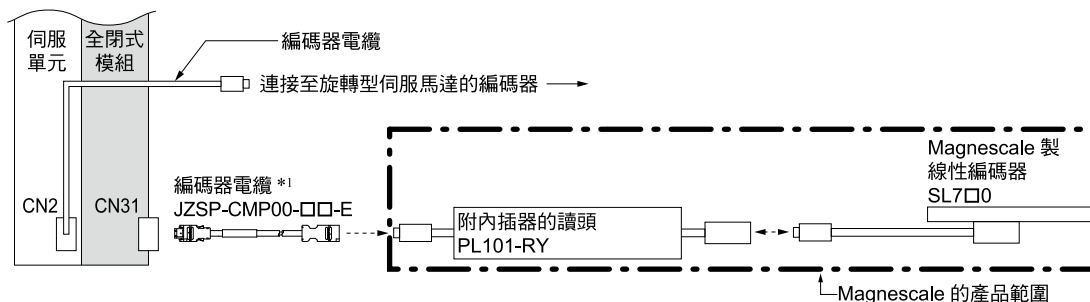 伺服
單元
全閉式
模組
編碼器電纜
連接至旋轉型伺服馬達的編碼器
CN2
CN31
編碼器電纜 *1
JZSP-CMP00-□□-E
附內插器的讀頭
PL101-RY
Magnescale 製
線性編碼器
SL7□0
Magnescale 的產品範圍